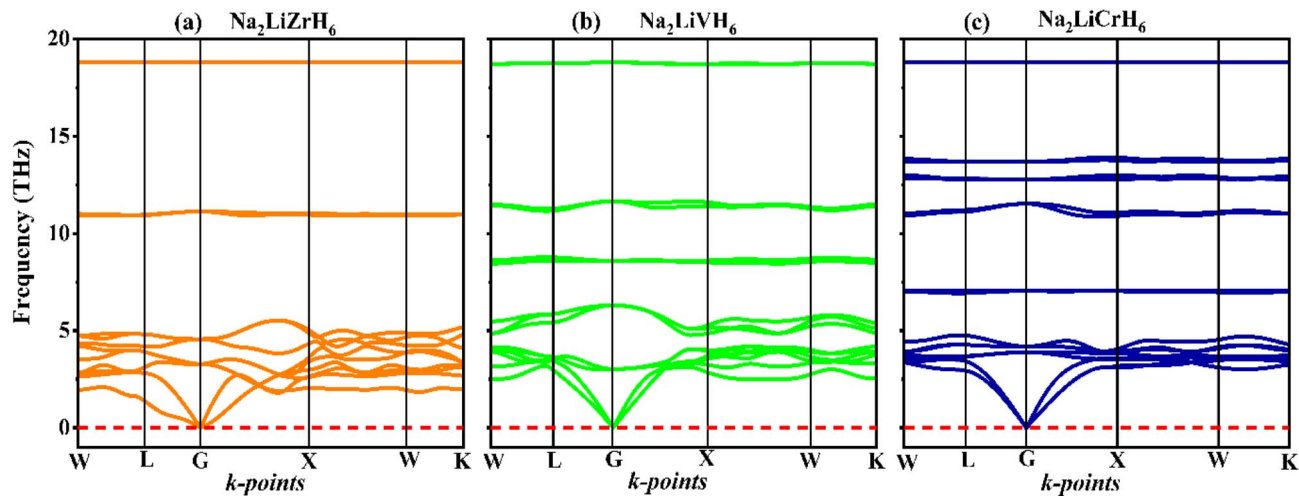 (a) Na₂LiZrH₆ (b) Na₂LiVH₆ (c) Na₂LiCrH₆
20
15
10
5
0
Frequency (THz)
W L G X W K W L G X W K W L G X W K
k-points k-points k-points